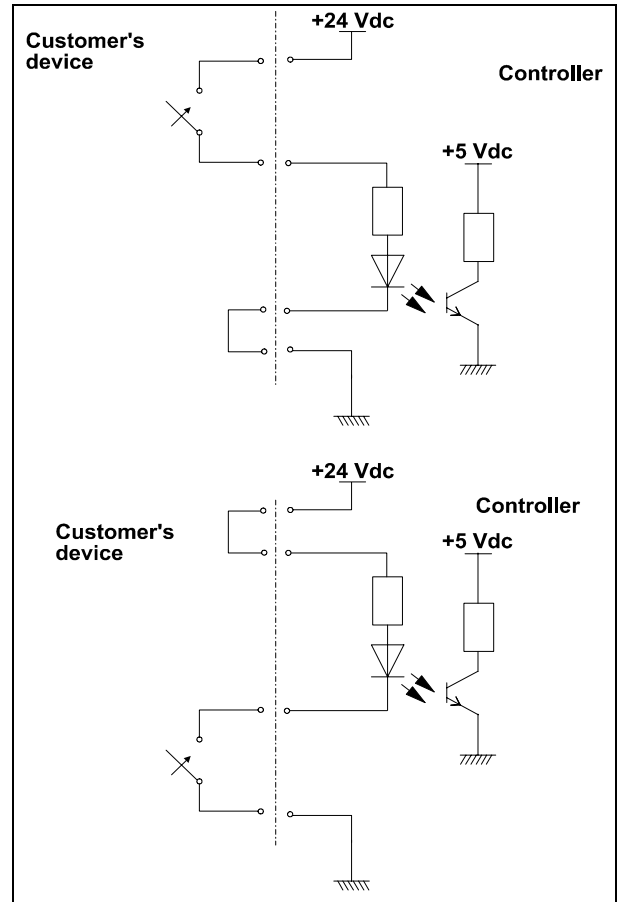 +24 Vdc
Customer's
device
Controller
+5 Vdc
+24 Vdc
Controller
Customer's
device
+5 Vdc